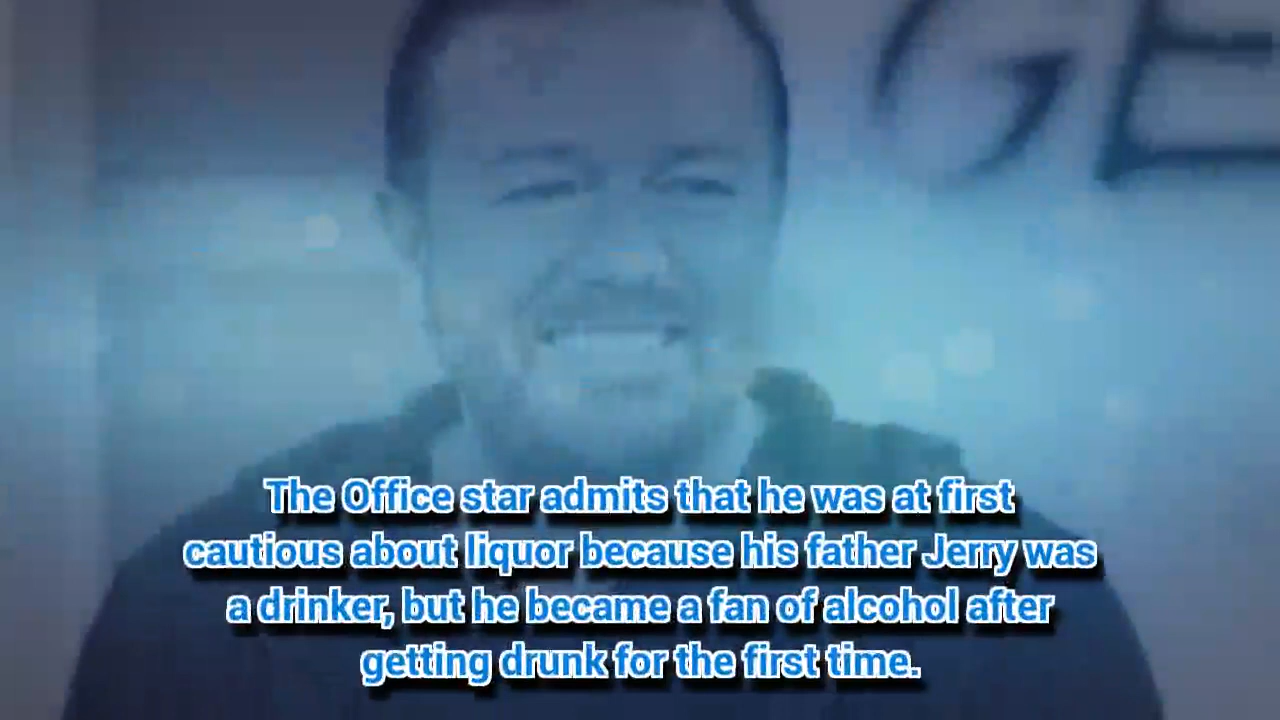 GE
The Office star admits that he was at first
cautious about liquor because his father Jerry was
a drinker, but he became a fan of alcohol after
getting drunk for the first time.